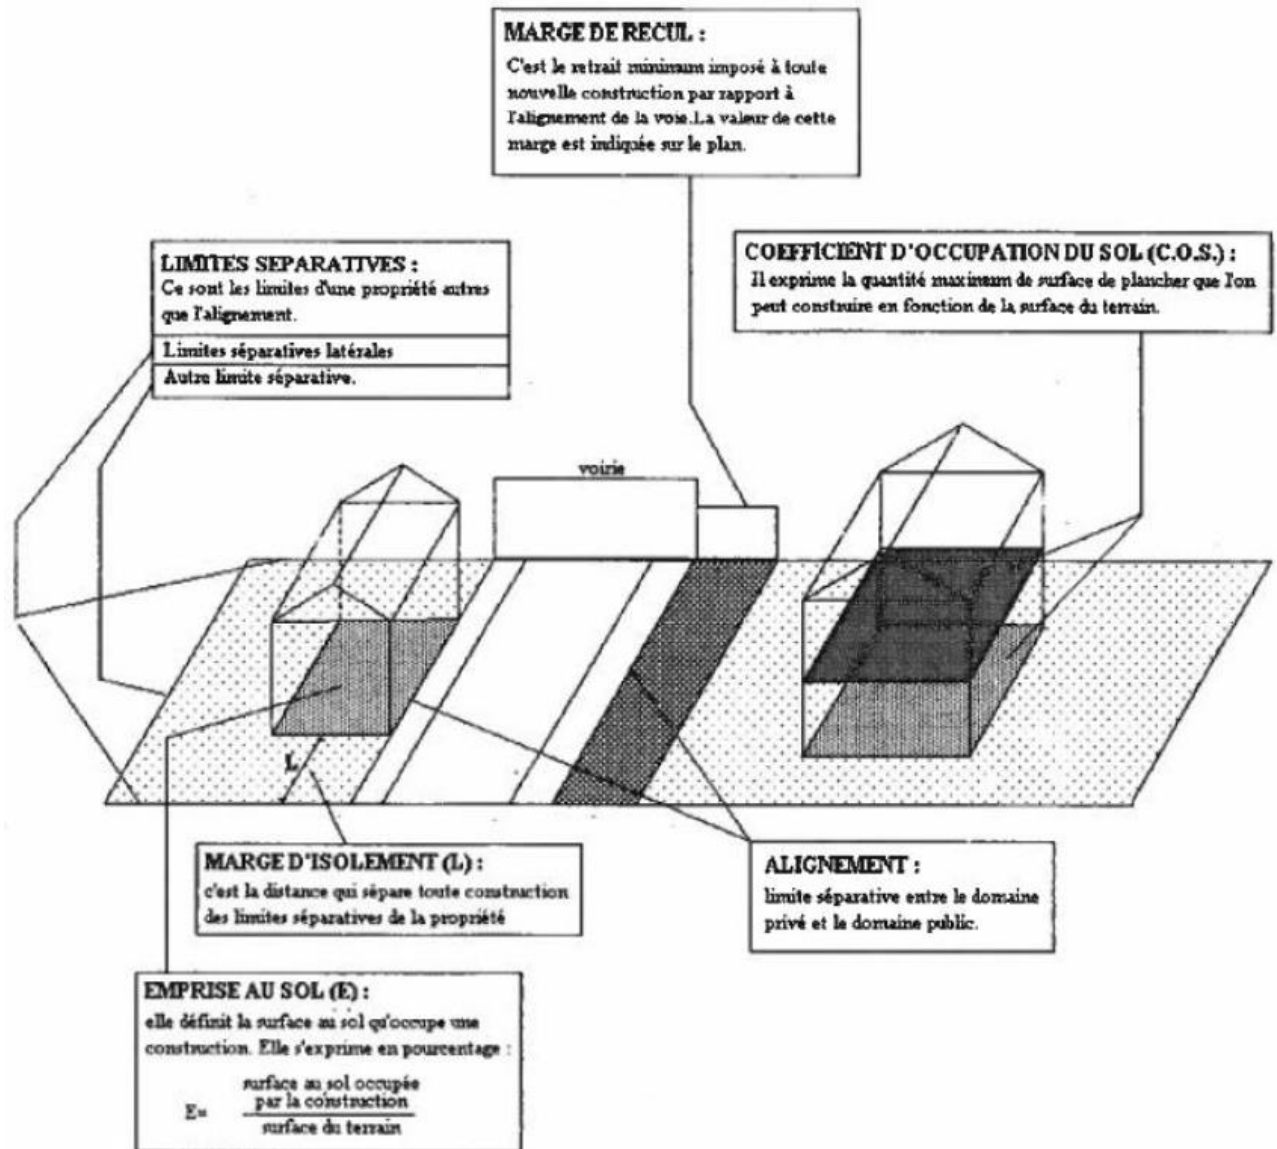 MARGE DE RECUL :
C'est le retrait minimum imposé à toute
nouvelle construction par rapport à
l'alignement de la voie.La valeur de cette
marge est indiquée sur le plan.
LIMITES SEPARATIVES :
Ce sont les limites d'une propriété autres
que l'alignement.
Limites séparatives latérales
Autre limite séparative.
COEFFICIENT D'OCCUPATION DU SOL (C.O.S.) :
Il exprime la quantité maximum de surface de plancher que l'on
peut construire en fonction de la surface du terrain.
voirie
L
MARGE D'ISOLEMENT (L) :
c'est la distance qui sépare toute construction
des limites séparatives de la propriété
ALIGNEMENT :
limite séparative entre le domaine
privé et le domaine public.
EMPRISE AU SOL (E) :
elle définit la surface au sol qu'occupe une
construction. Elle s'exprime en pourcentage :
surface au sol occupée
par la construction
E=
surface du terrain